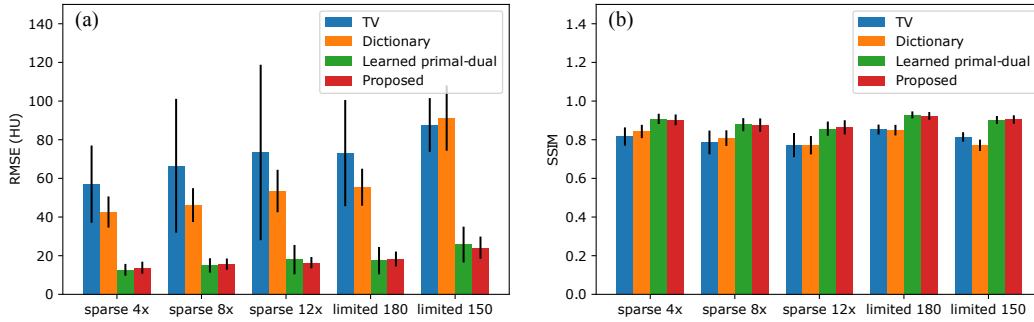 (a)
TV
Dictionary
Learned primal-dual
Proposed
140
120
100
80
60
40
20
0
RMSE (HU)
sparse 4x sparse 8x sparse 12x limited 180 limited 150
(b)
TV
Dictionary
Learned primal-dual
Proposed
1.4
1.2
1.0
0.8
0.6
0.4
0.2
0.0
SSIM
sparse 4x sparse 8x sparse 12x limited 180 limited 150